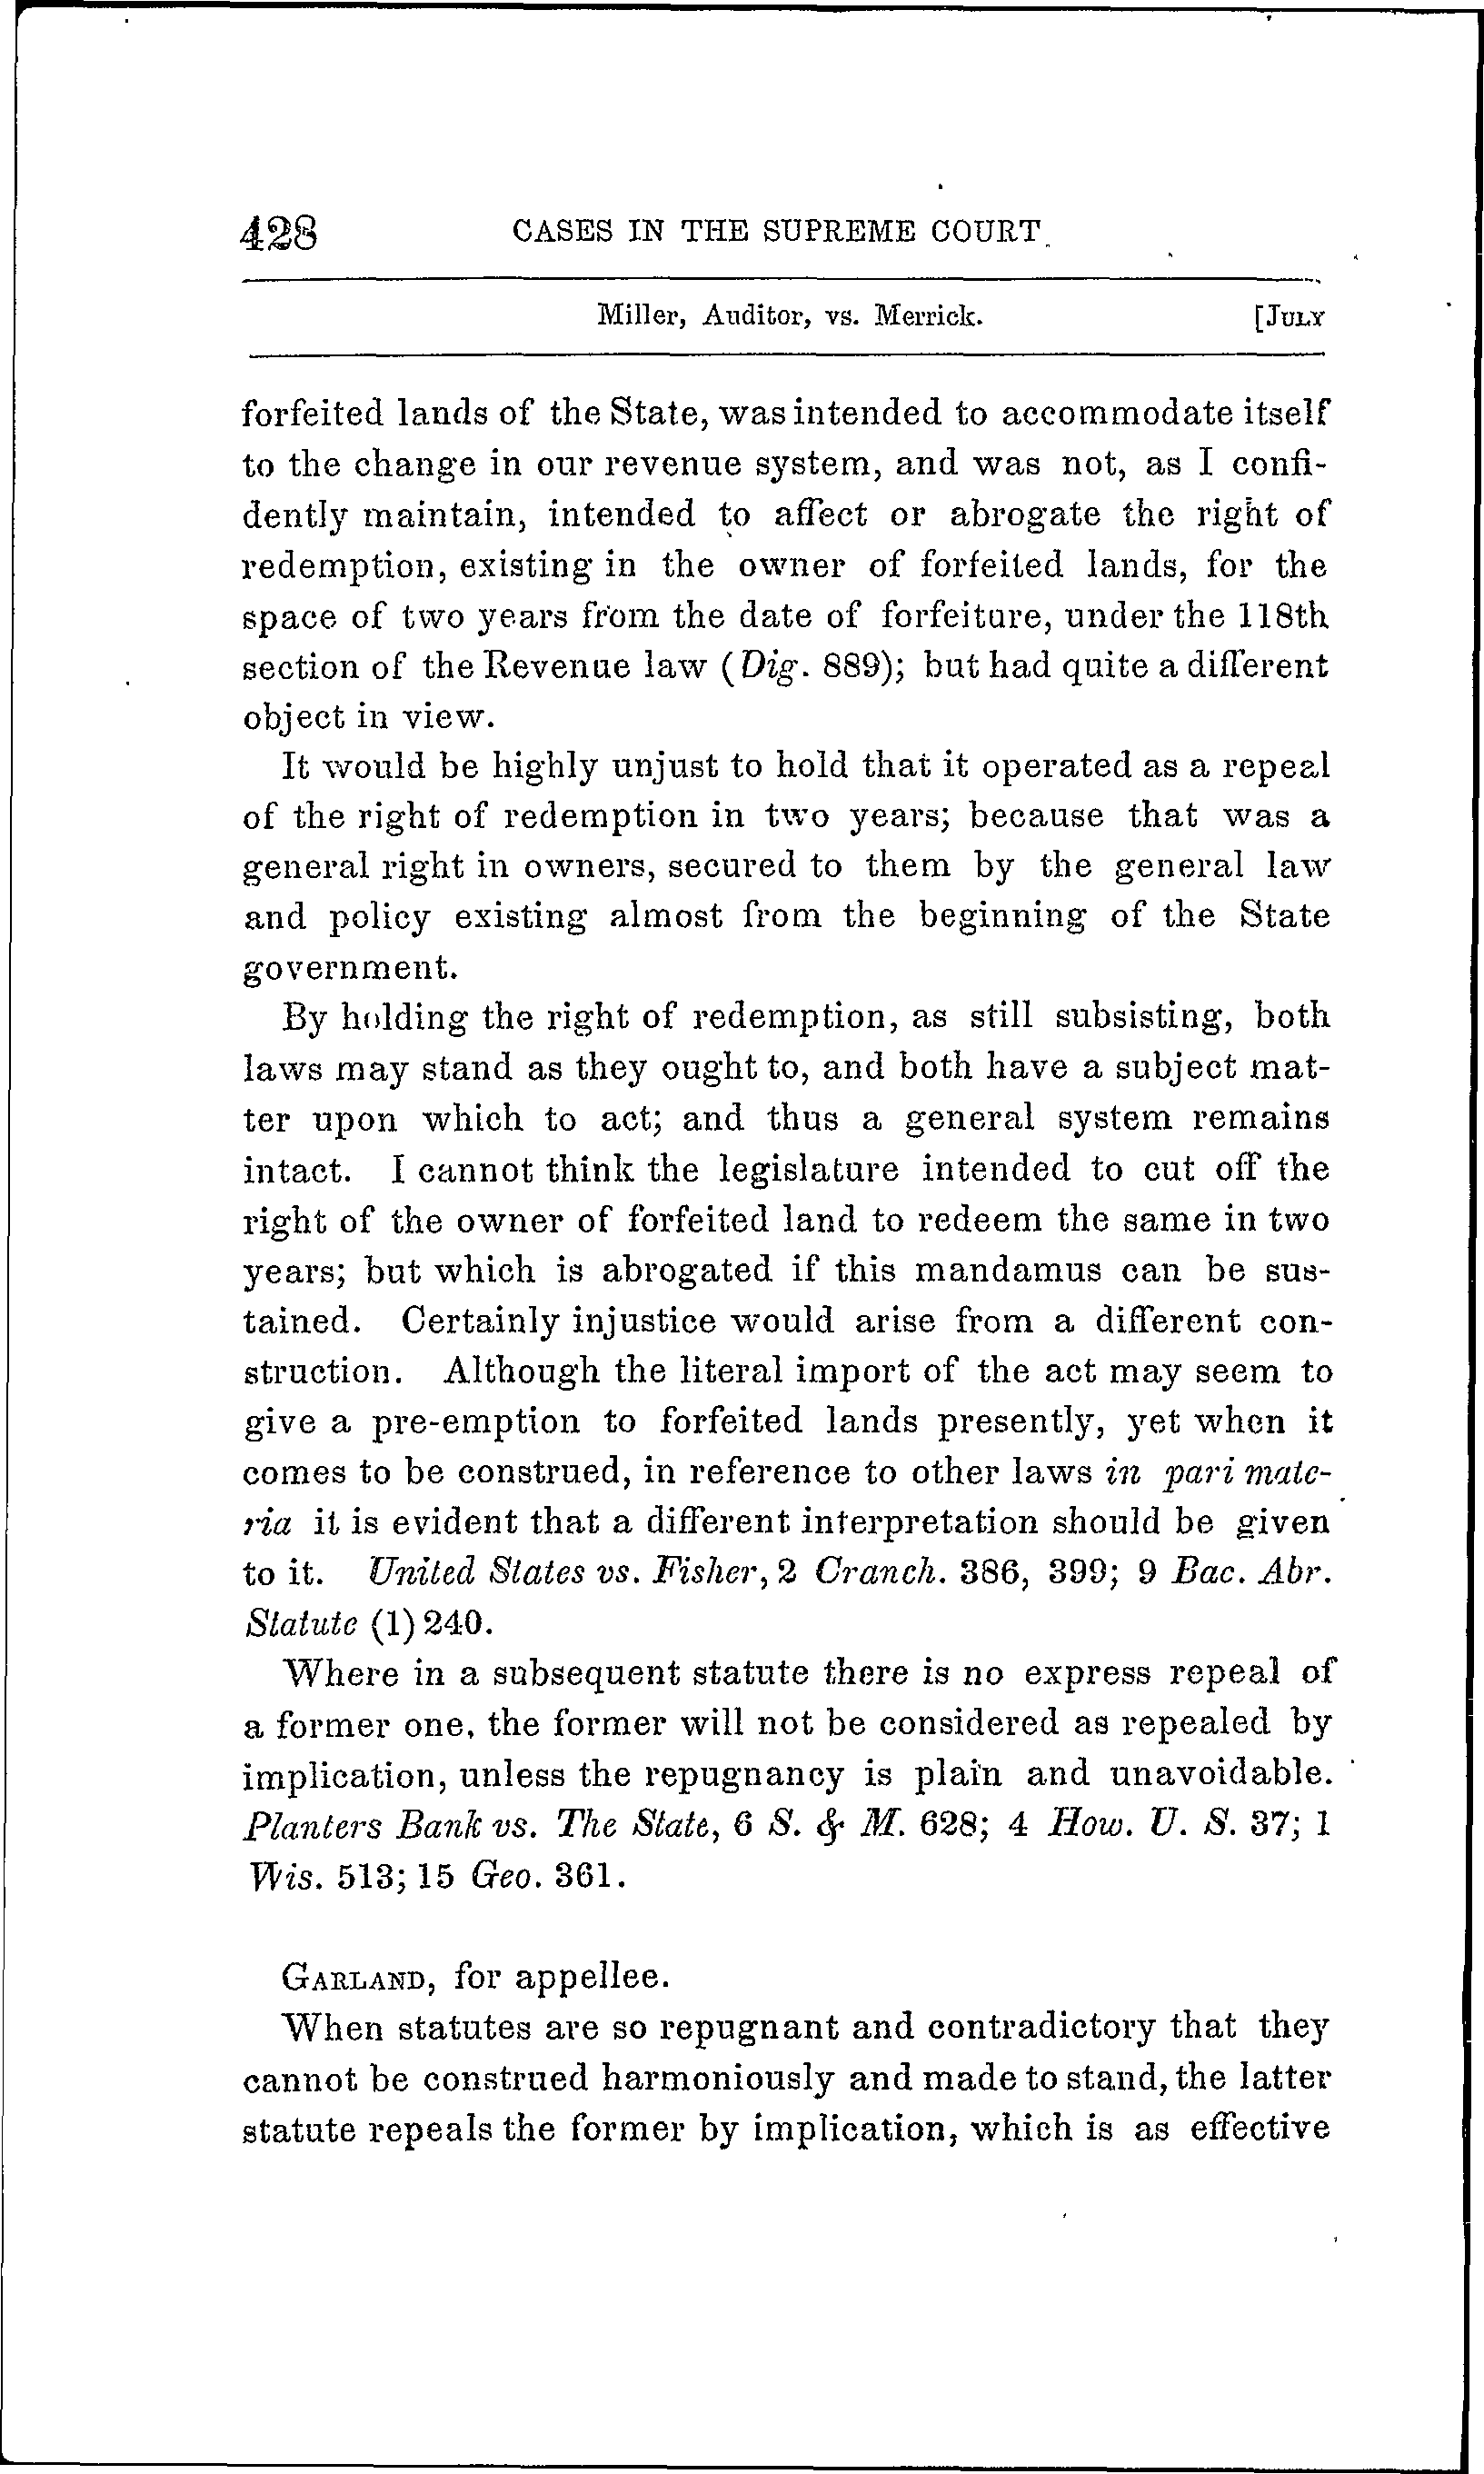 428 CASES IN THE SUPREME COURT
Miller, Auditor, vs. Merrick. [JULY
forfeited lands of the State, was intended to accommodate itself
to the change in our revenue system, and was not, as I confi-
dently maintain, intended to affect or abrogate the right of
redemption, existing in the owner of forfeited lands, for the
space of two years from the date of forfeiture, under the 118th
section of the Revenue law (Dig. 889); but had quite a different
object in view.
It would be highly unjust to hold that it operated as a repeal
of the right of redemption in two years; because that was a
general right in owners, secured to them by the general law
and policy existing almost from the beginning of the State
government.
By holding the right of redemption, as still subsisting, both
laws may stand as they ought to, and both have a subject mat-
ter upon which to act; and thus a general system remains
intact. I cannot think the legislature intended to cut off the
right of the owner of forfeited land to redeem the same in two
years; but which is abrogated if this mandamus can be sus-
tained. Certainly injustice would arise from a different con-
struction. Although the literal import of the act may seem to
give a pre-emption to forfeited lands presently, yet when it
comes to be construed, in reference to other laws in pari mate-
ria it is evident that a different interpretation should be given
to it. United States vs. Fisher, 2 Cranch. 386, 399; 9 Bac. Abr.
Statute (1) 240.
Where in a subsequent statute there is no express repeal of
a former one, the former will not be considered as repealed by
implication, unless the repugnancy is plain and unavoidable.
Planters Bank vs. The State, 6 S. & M. 628; 4 How. U. S. 37; 1
Wis. 513; 15 Geo. 361.
GARLAND, for appellee.
When statutes are so repugnant and contradictory that they
cannot be construed harmoniously and made to stand, the latter
statute repeals the former by implication, which is as effective